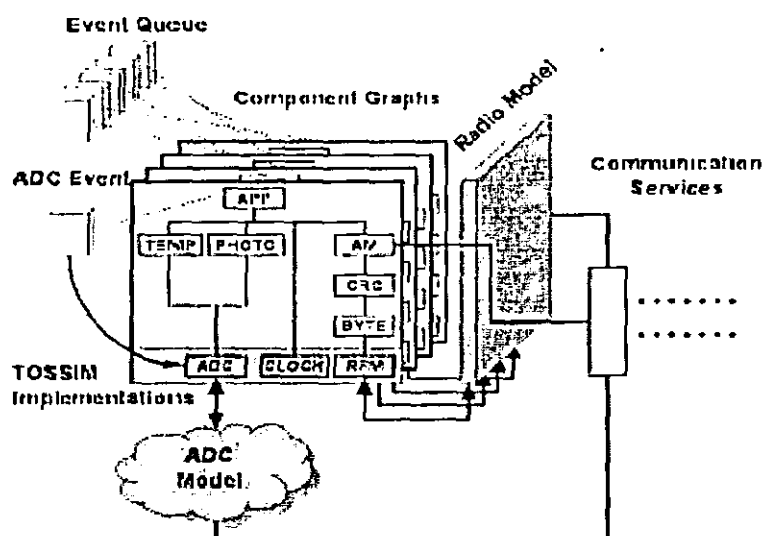 Event Queue
Component Graphs
Radio Model
Communication
Services
ADC Event
APP
TEMP
PHOTO
AM
CRC
BYTE
ADC
CLOCK
RFM
TOSSIM
Implementations
ADC
Model